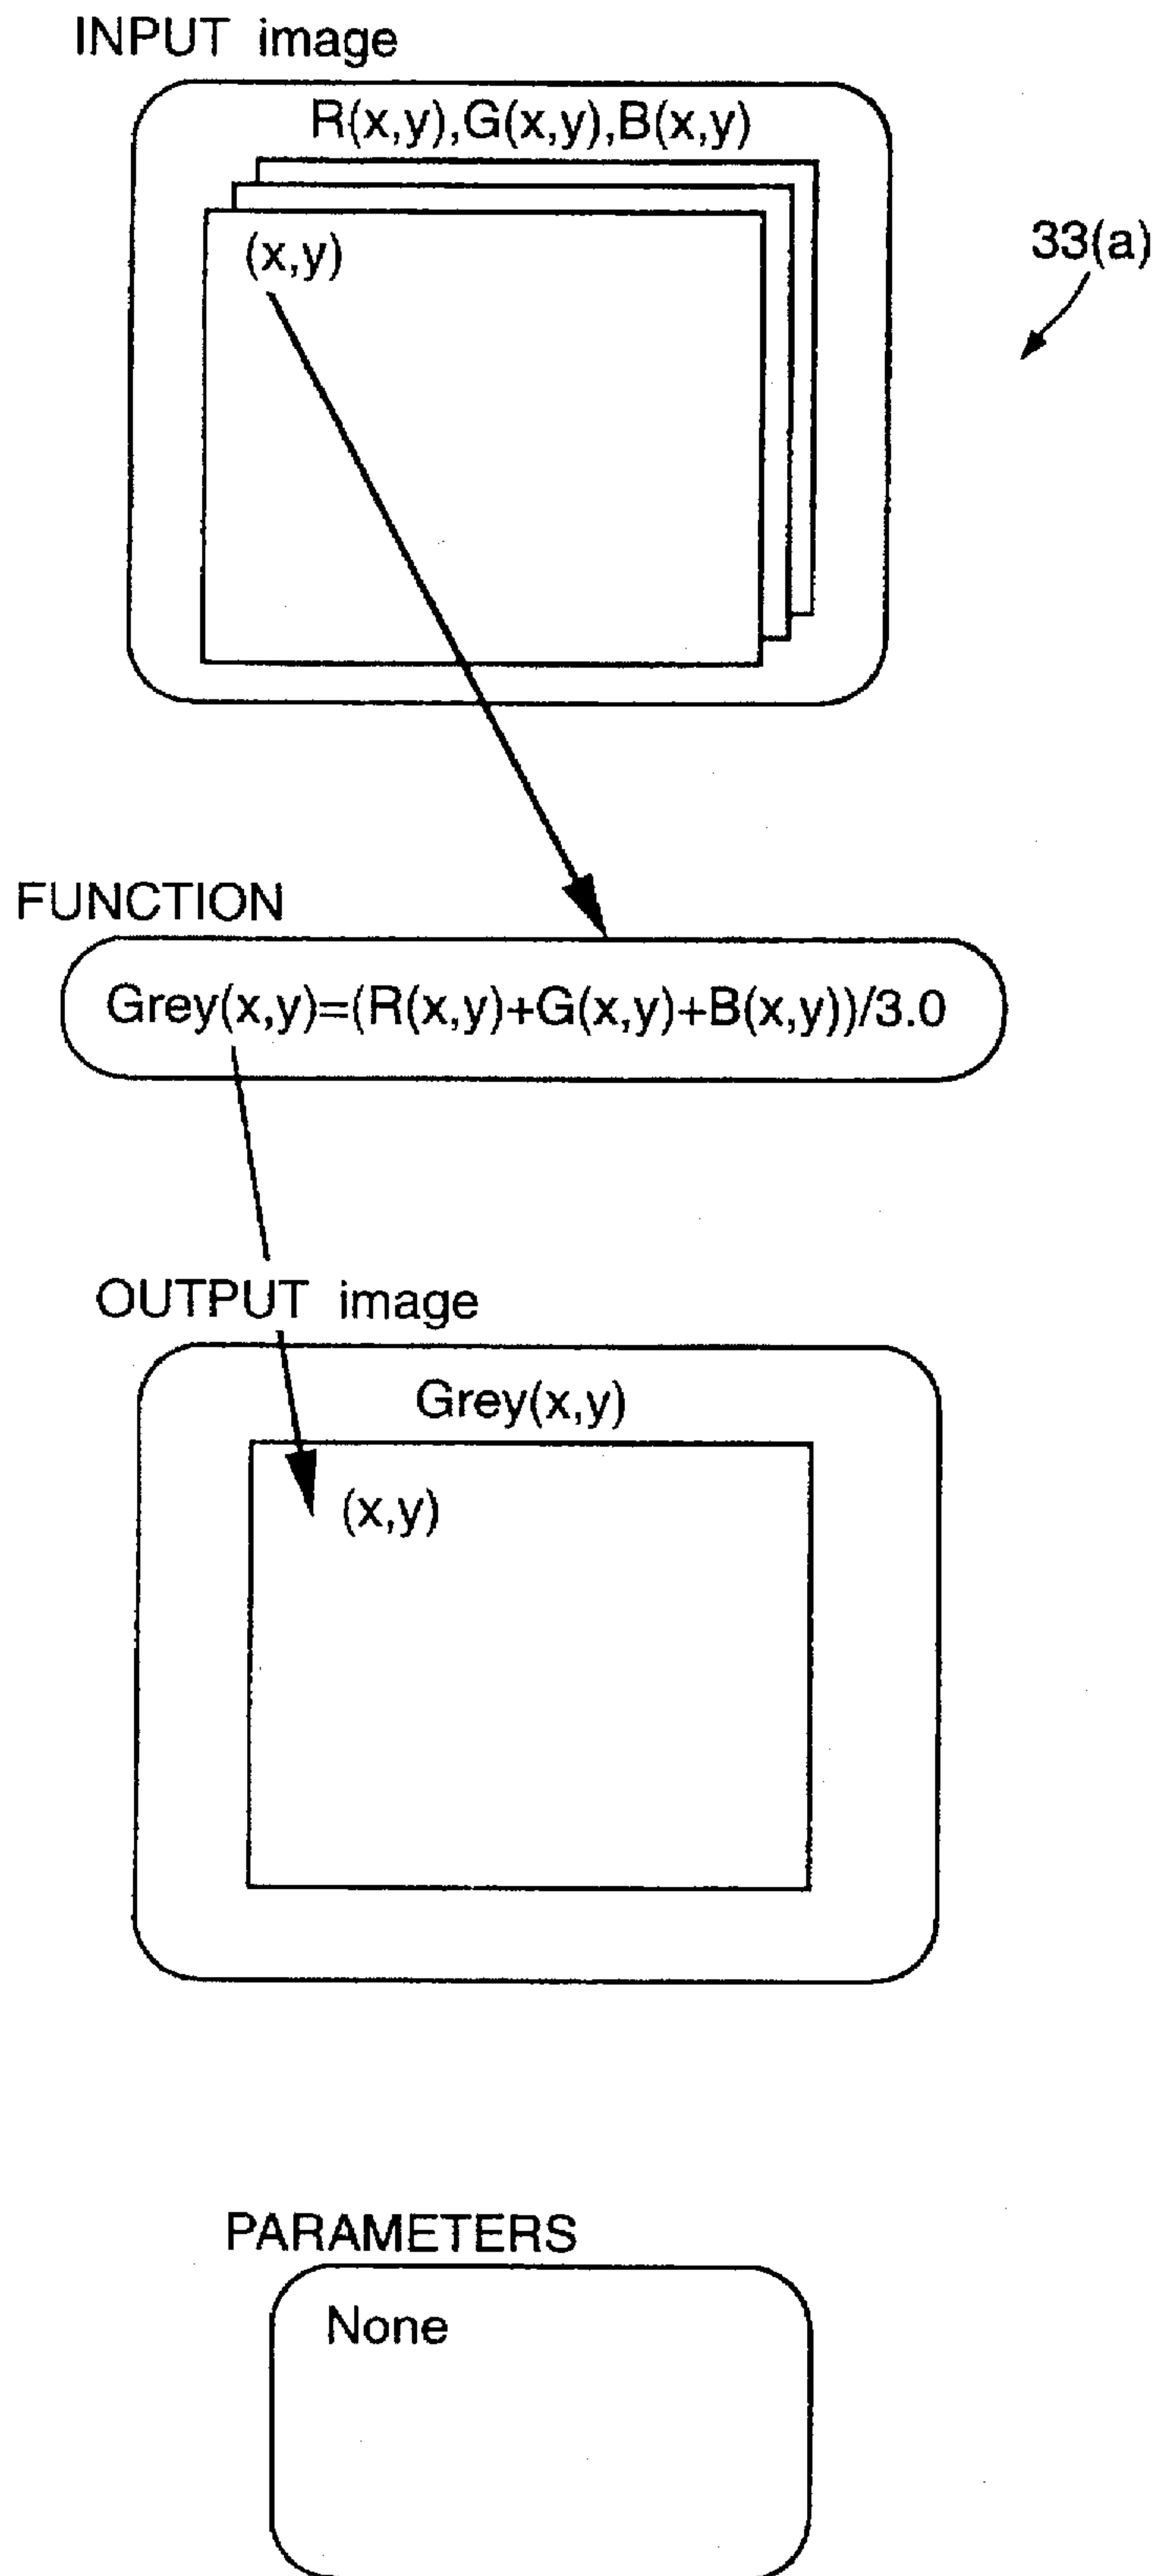 INPUT image
R(x,y),G(x,y),B(x,y)
(x,y)
33(a)
FUNCTION
Grey(x,y)=(R(x,y)+G(x,y)+B(x,y))/3.0
OUTPUT image
Grey(x,y)
(x,y)
PARAMETERS
None